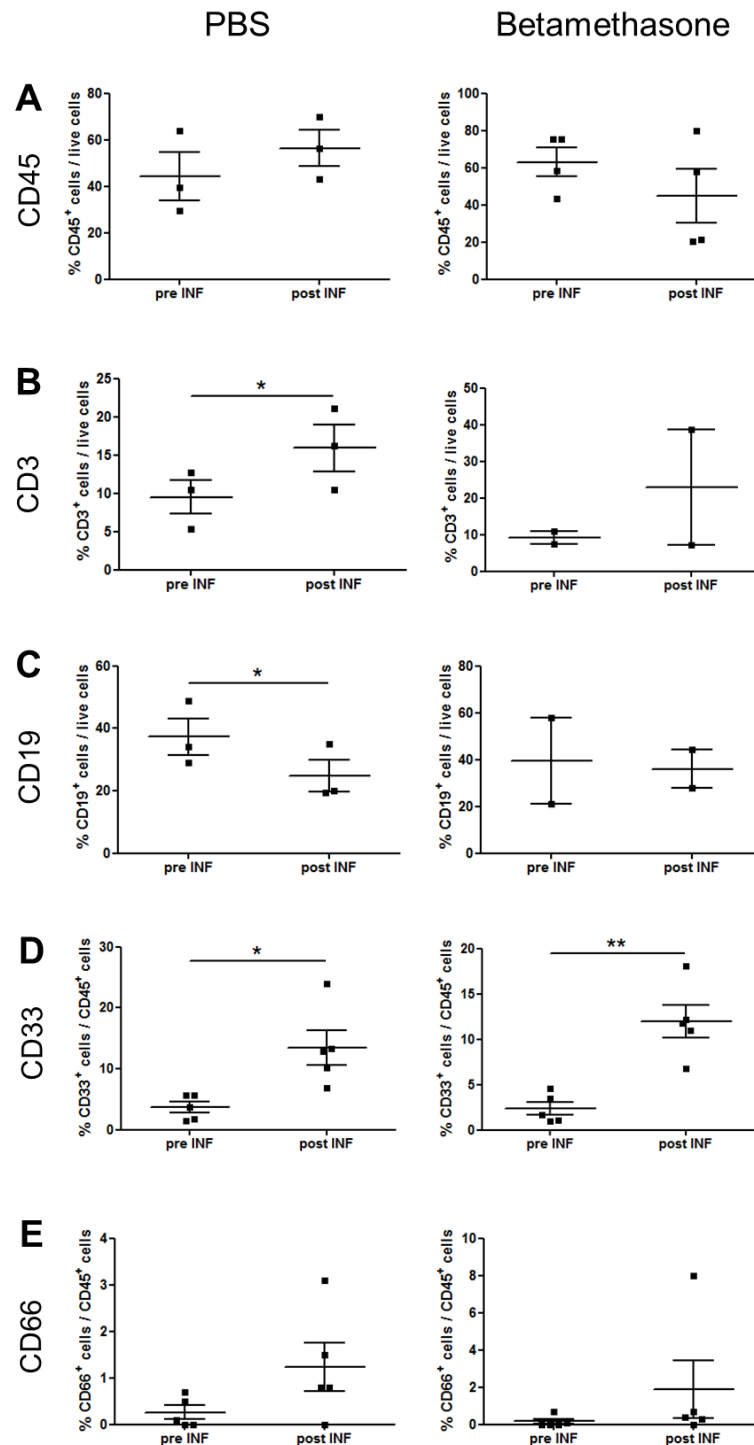 PBS Betamethasone
A
CD45
% CD45+ cells / live cells
80
60
40
20
0
pre INF post INF
% CD45+ cells / live cells
100
80
60
40
20
0
pre INF post INF
B
CD3
% CD3+ cells / live cells
25
20
15
10
5
0
*
pre INF post INF
% CD3+ cells / live cells
50
40
30
20
10
0
pre INF post INF
C
CD19
% CD19+ cells / live cells
60
40
20
0
*
pre INF post INF
% CD19+ cells / live cells
80
60
40
20
0
pre INF post INF
D
CD33
% CD33+ cells / CD45+ cells
30
20
10
0
*
pre INF post INF
% CD33+ cells / CD45+ cells
20
15
10
5
0
**
pre INF post INF
E
CD66
% CD66+ cells / CD45+ cells
4
3
2
1
0
pre INF post INF
% CD66+ cells / CD45+ cells
10
8
6
4
2
0
pre INF post INF